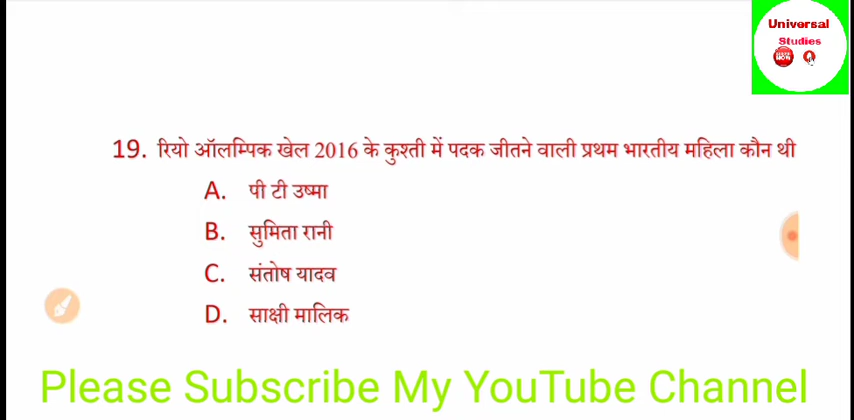 Universal
Studies
19. रियो ऑलम्पिक खेल 2016 के कुश्ती में पदक जीतने वाली प्रथम भारतीय महिला कौन थी
A. पी टी उष्मा
B. सुमिता रानी
C. संतोष यादव
D. साक्षी मालिक
Please Subscribe My YouTube Channel